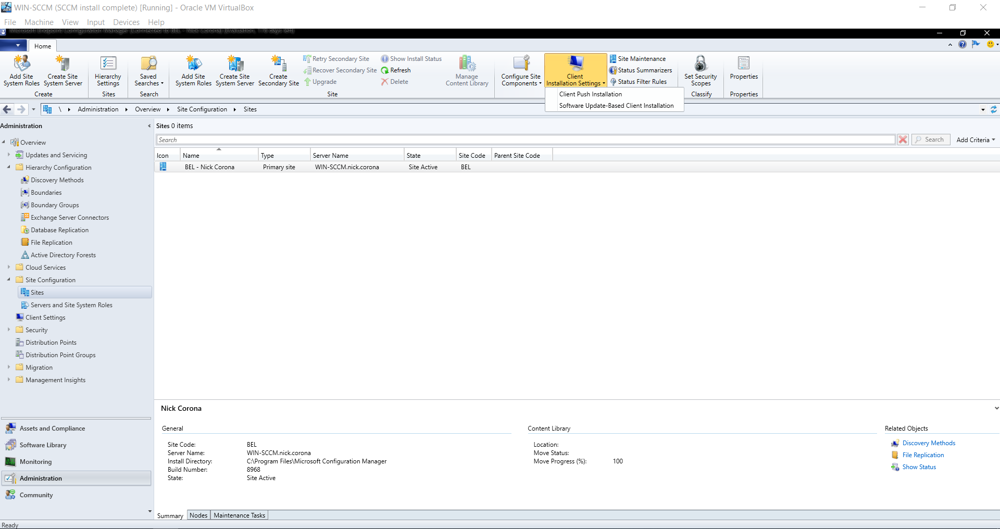 WIN-SCCM (SCCM install complete) [Running] - Oracle VM VirtualBox
File Machine View Input Devices Help
Microsoft Endpoint Configuration Manager (Connected to BEL - Nick Corona) (Evaluation, 178 days left)
Home
Add Site System Roles
Create Site System Server
Create
Hierarchy Settings
Sites
Saved Searches
Search
Add Site System Roles
Create Site System Server
Create Secondary Site
Retry Secondary Site
Recover Secondary Site
Upgrade
Show Install Status
Refresh
Delete
Manage Content Library
Site
Configure Site Components
Client Installation Settings
Site Maintenance
Status Summarizers
Status Filter Rules
Set Security Scopes
Classify
Properties
Properties
Client Push Installation
Software Update-Based Client Installation
\ Administration Overview Site Configuration Sites
Administration
Overview
Updates and Servicing
Hierarchy Configuration
Discovery Methods
Boundaries
Boundary Groups
Exchange Server Connectors
Database Replication
File Replication
Active Directory Forests
Cloud Services
Site Configuration
Sites
Servers and Site System Roles
Client Settings
Security
Distribution Points
Distribution Point Groups
Migration
Management Insights
Assets and Compliance
Software Library
Monitoring
Administration
Community
Sites 0 items
Search
Search
Add Criteria
Icon Name Type Server Name State Site Code Parent Site Code
BEL - Nick Corona Primary site WIN-SCCM.nick.corona Site Active BEL
Nick Corona
General
Site Code: BEL
Server Name: WIN-SCCM.nick.corona
Install Directory: C:\Program Files\Microsoft Configuration Manager
Build Number: 8968
State: Site Active
Content Library
Location:
Move Status:
Move Progress (%): 100
Related Objects
Discovery Methods
File Replication
Show Status
Summary Nodes Maintenance Tasks
Ready